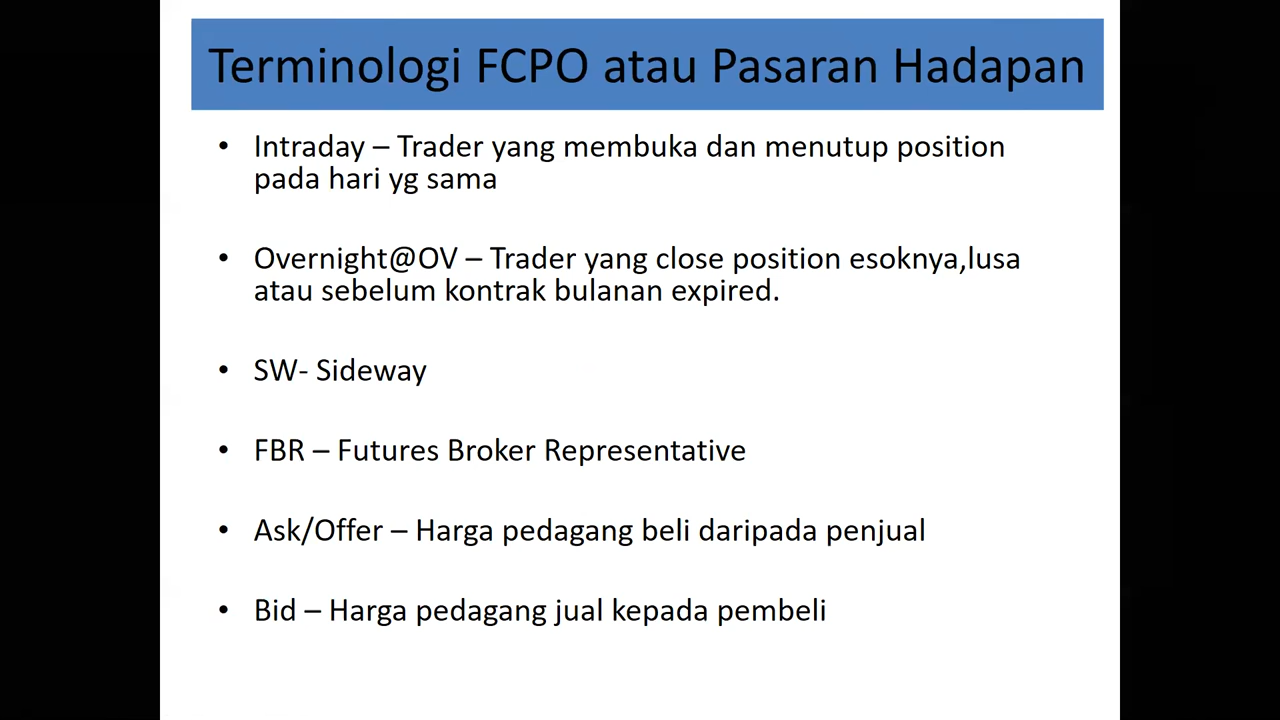 Terminologi FCPO atau Pasaran Hadapan
• Intraday – Trader yang membuka dan menutup position
pada hari yg sama
• Overnight@OV – Trader yang close position esoknya,lusa
atau sebelum kontrak bulanan expired.
• SW- Sideway
• FBR – Futures Broker Representative
• Ask/Offer – Harga pedagang beli daripada penjual
• Bid – Harga pedagang jual kepada pembeli